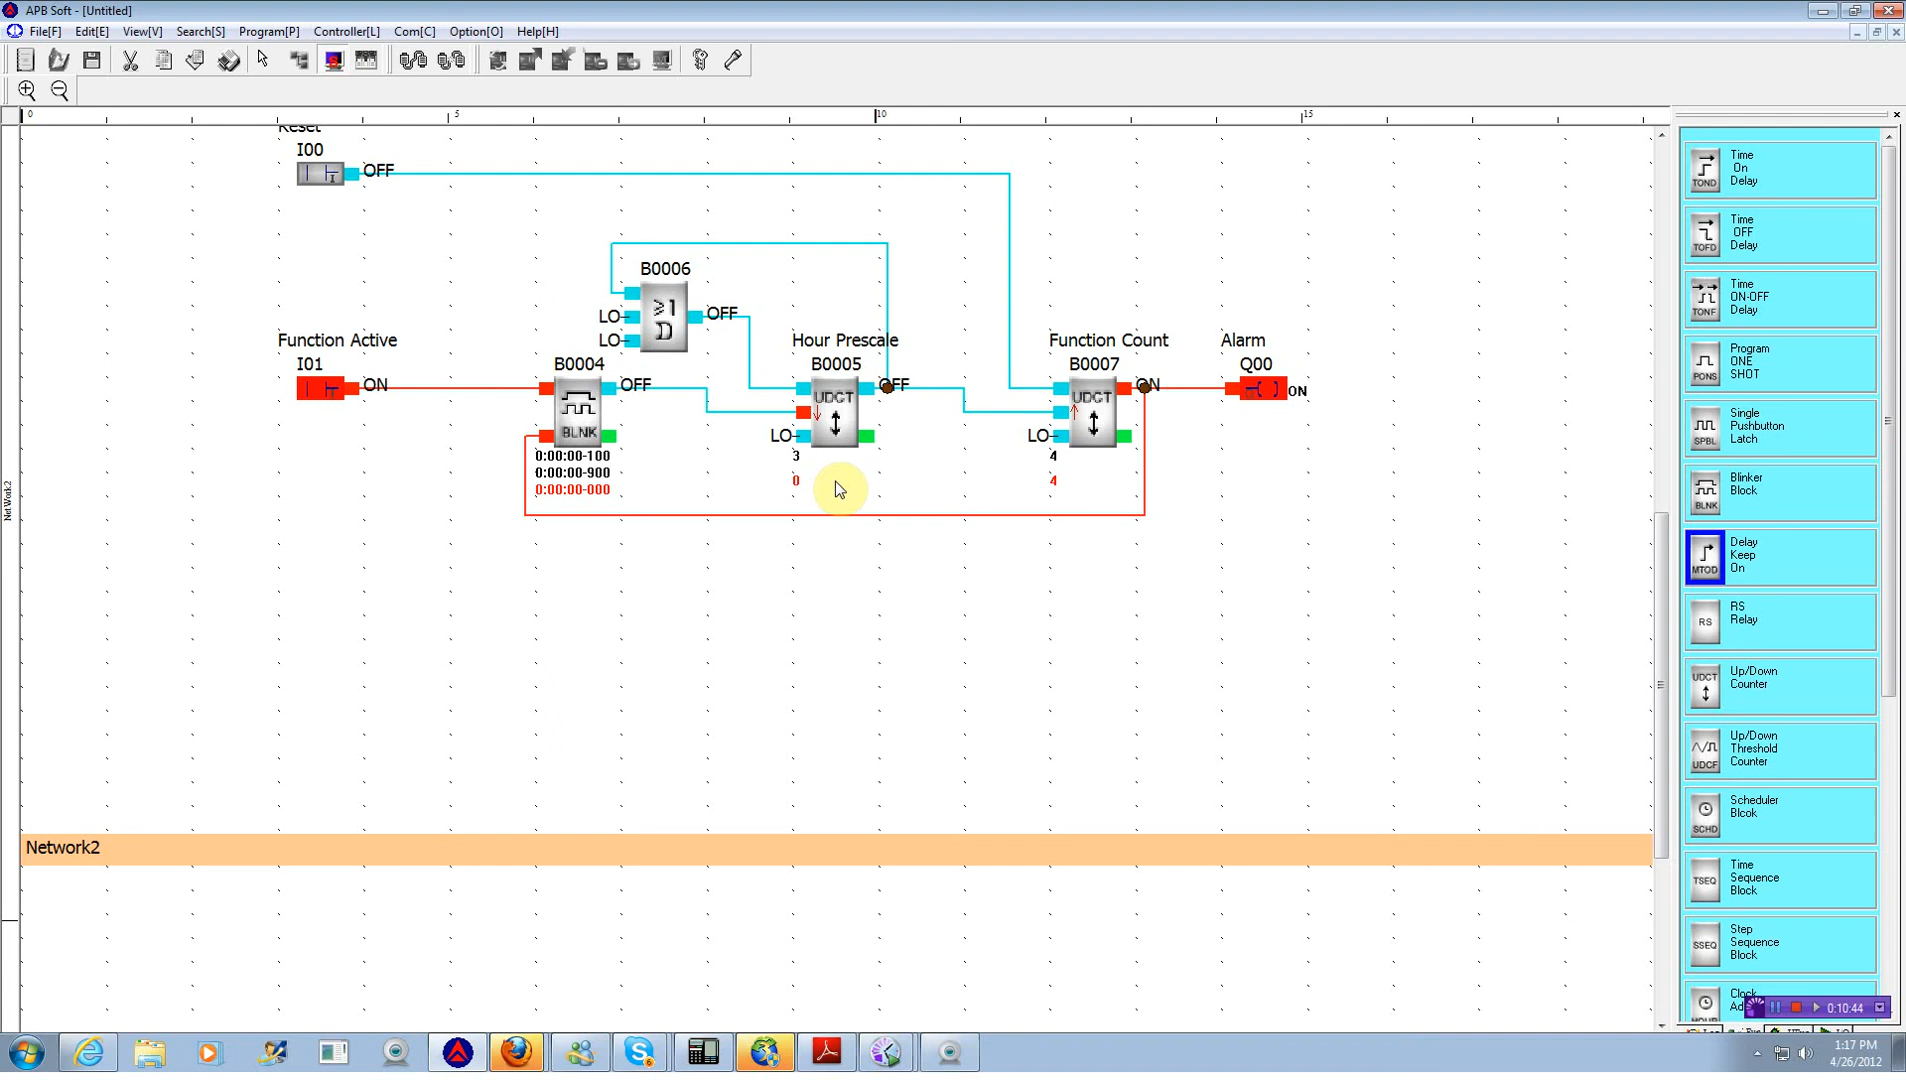 APB Soft - [Untitled]
File[F] Edit[E] View[V] Search[S] Program[P] Controller[L] Com[C] Option[O] Help[H]
0 5 10 15
Reset
I00
OFF
B0006
LO
LO
OFF
Function Active
I01
ON
B0004
BLNK
OFF
0:00:00-100
0:00:00-900
0:00:00-000
Hour Prescale
B0005
UDCT
OFF
LO
3
0
Function Count
B0007
UDCT
ON
LO
4
4
Alarm
Q00
ON
NetWork2
Network2
TOND
Time
On
Delay
TOFD
Time
OFF
Delay
TONF
Time
ON-OFF
Delay
PONS
Program
ONE
SHOT
SPBL
Single
Pushbutton
Latch
BLNK
Blinker
Block
MTOD
Delay
Keep
On
RS
RS
Relay
UDCT
Up/Down
Counter
UDCF
Up/Down
Threshold
Counter
SCHD
Scheduler
Blcok
TSEQ
Time
Sequence
Block
SSEQ
Step
Sequence
Block
Clock
0:10:44
1:17 PM
4/26/2012